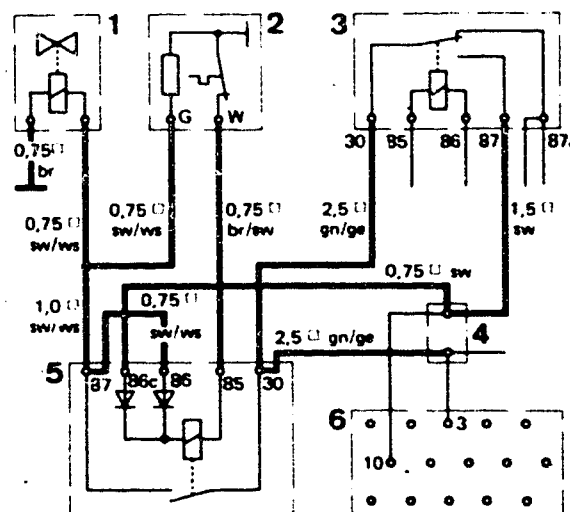 1
2
3
G
W
30
85
86
87
87
0,75 □
br
0,75 □
sw/ws
0,75 □
sw/ws
0,75 □
br/sw
2,5 □
gn/ge
1,5 □
sw
0,75 □ sw
1,0 □
sw/ws
0,75 □
sw/ws
2,5 □ gn/ge
4
5
87
86c
86
85
30
6
3
10